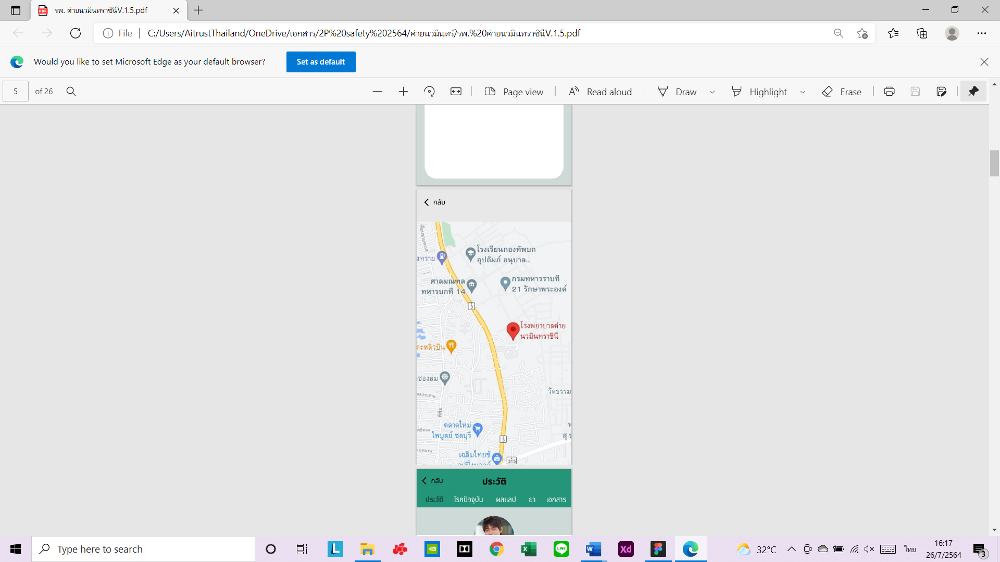 รพ. ค่ายนวมินทราชินีV.1.5.pdf
File
C:/Users/AitrustThailand/OneDrive/เอกสาร/2P%20safety%202564/ค่ายนวมินทร์/รพ.%20ค่ายนวมินทราชินีV.1.5.pdf
Would you like to set Microsoft Edge as your default browser?
Set as default
5 of 26
Page view
Read aloud
Draw
Highlight
Erase
กลับ
โรงเรียนกองทัพบก
อุปถัมภ์ อนุบาล...
งทราย
ศาลมณฑล
ทหารบกที่ 14
กรมทหารราบที่
21 รักษาพระองค์
3
โรงพยาบาลค่าย
นวมินทราชินี
ตะหลิวบิน
ช่องลม
วัดธรรม
ตลาดใหม่
ไพบูลย์ ชลบุรี
3
เฉลิมไทยช้
315
กลับ
ประวัติ
ประวัติ โรคปัจจุบัน ผลแลป ยา เอกสาร
Type here to search
32°C
ไทย
16:17
26/7/2564
3